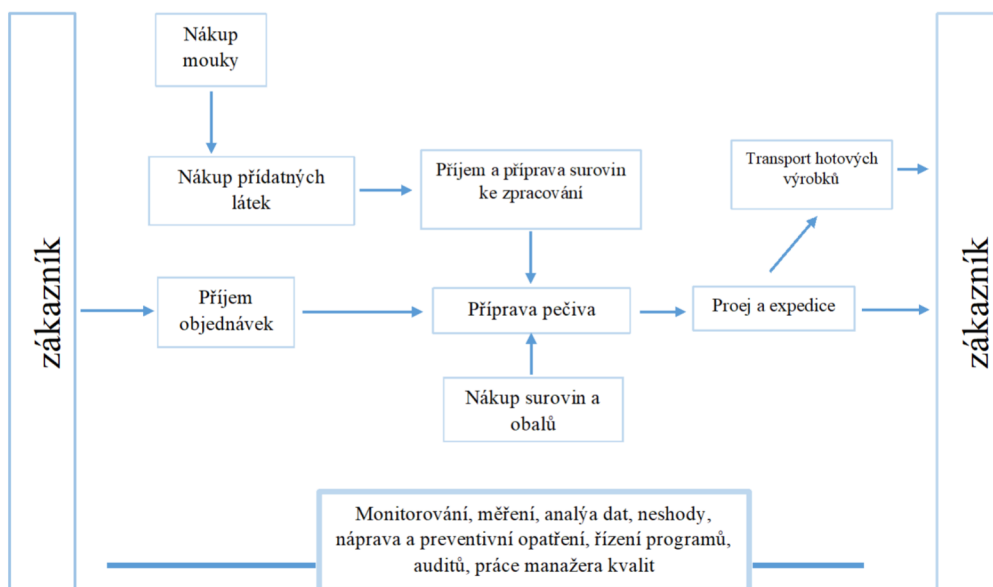 zákazník
Nákup
mouky
Nákup přídatných
látek
Příjem a příprava surovin
ke zpracování
Transport hotových
výrobků
Příjem
objednávek
Příprava pečiva
Proej a expedice
Nákup surovin a
obalů
zákazník
Monitorování, měření, analýa dat, neshody,
náprava a preventivní opatření, řízení programů,
auditů, práce manažera kvalit